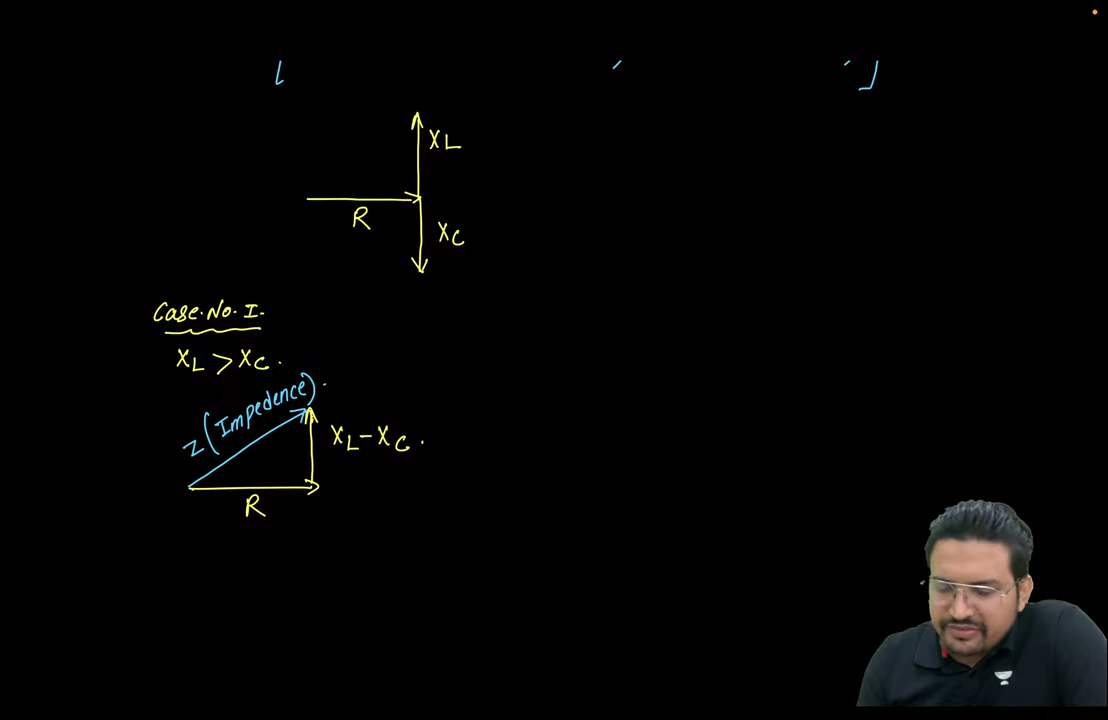 XL
R
XC
Case.No.I.
XL > XC.
Z (Impedence).
XL-XC.
R